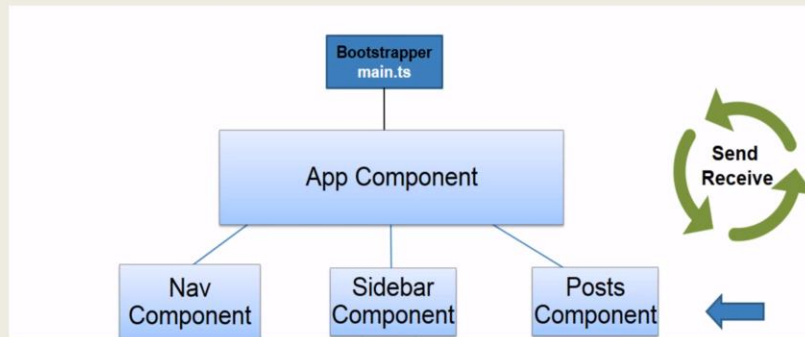 Bootstrapper
main.ts
App Component
Send
Receive
Nav
Component
Sidebar
Component
Posts
Component